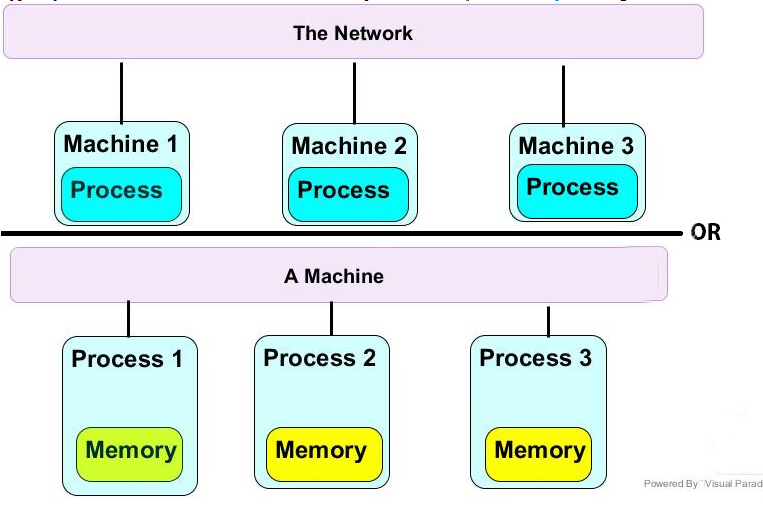 The Network
Machine 1
Machine 2
Machine 3
Process
Process
Process
OR
A Machine
Process 1
Process 2
Process 3
Memory
Memory
Memory
Powered By Visual Parad